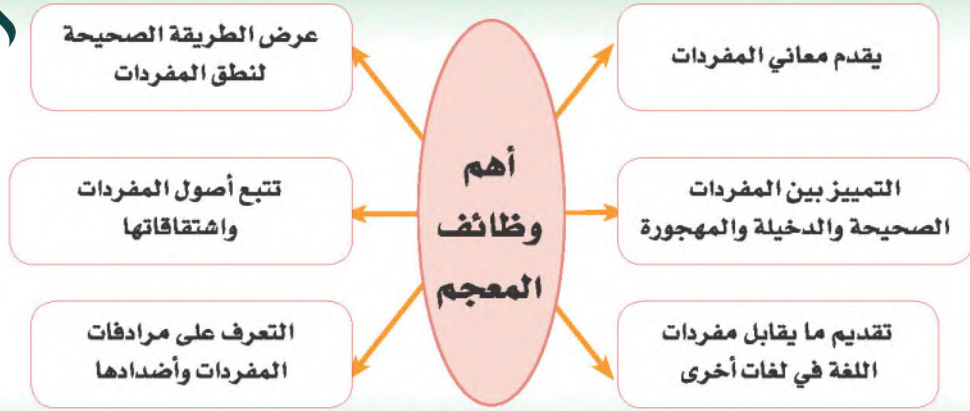 أهم
وظائف
المعجم
يقدم معاني المفردات
التمييز بين المفردات
الصحيحة والدخيلة والمهجورة
تقديم ما يقابل مفردات
اللغة في لغات أخرى
عرض الطريقة الصحيحة
لنطق المفردات
تتبع أصول المفردات
واشتقاقاتها
التعرف على مرادفات
المفردات وأضدادها